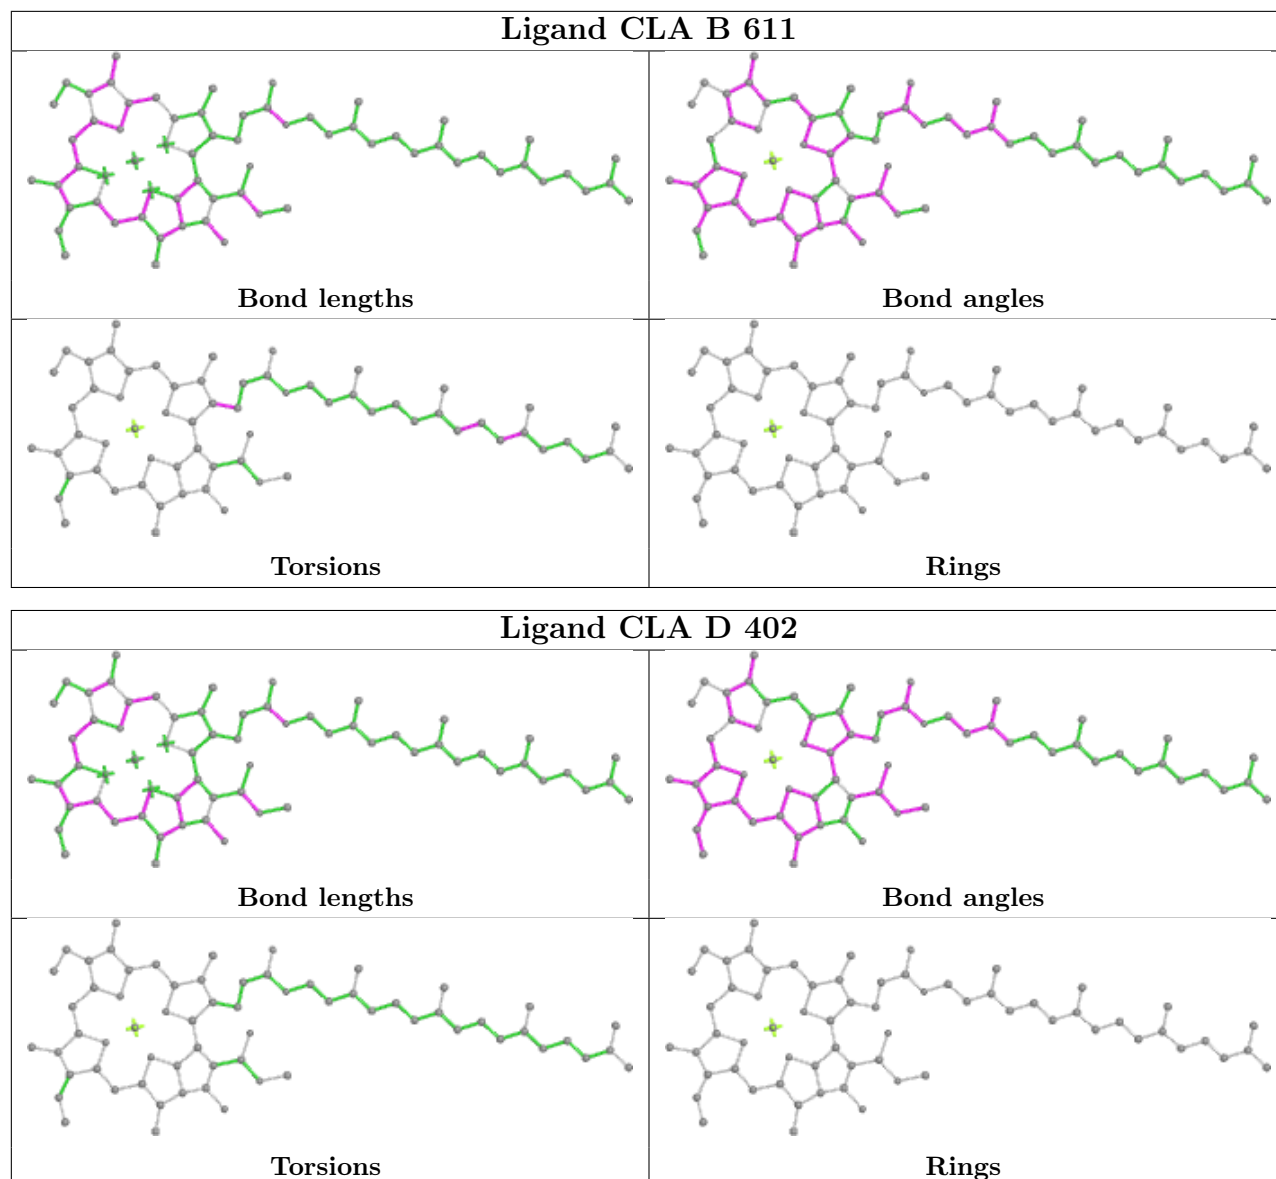 Ligand CLA B 611
Bond lengths
Bond angles
Torsions
Rings
Ligand CLA D 402
Bond lengths
Bond angles
Torsions
Rings